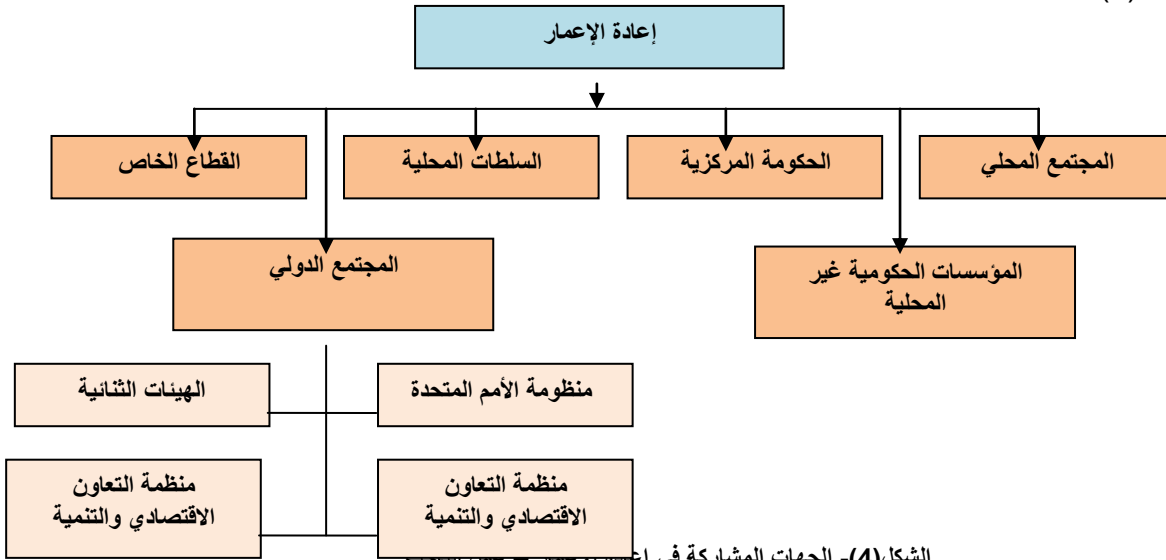 إعادة الإعمار
المجتمع المحلي
الحكومة المركزية
السلطات المحلية
القطاع الخاص
المؤسسات الحكومية غير
المحلية
المجتمع الدولي
منظومة الأمم المتحدة
الهيئات الثنائية
منظمة التعاون
الاقتصادي والتنمية
منظمة التعاون
الاقتصادي والتنمية
الشكل(4)- الجهات المشاركة في